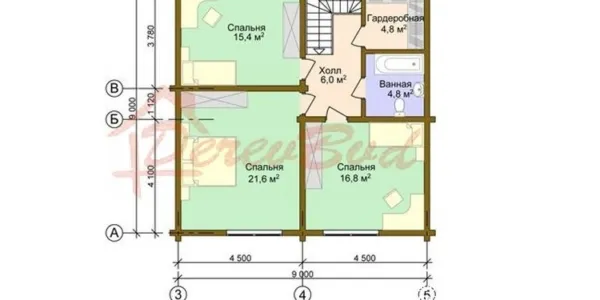 Гардеробная
4,8 м²
Спальня
15,4 м²
3 780
Холл
6,0 м²
Ванная
4,8 м²
В
1 120
9 000
Б
DerevBud
Спальня
21,6 м²
Спальня
16,8 м²
4 100
А
4 500
4 500
9 000
3
4
5